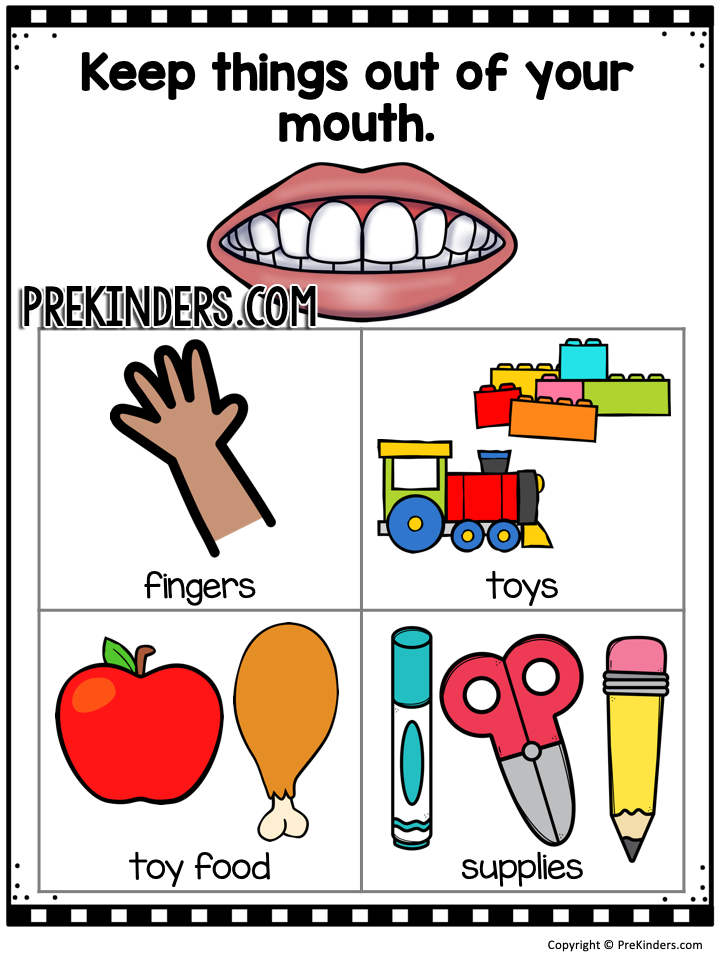 Keep things out of your
mouth.
PREKINDERS.COM
fingers
toys
toy food
supplies
Copyright © PreKinders.com